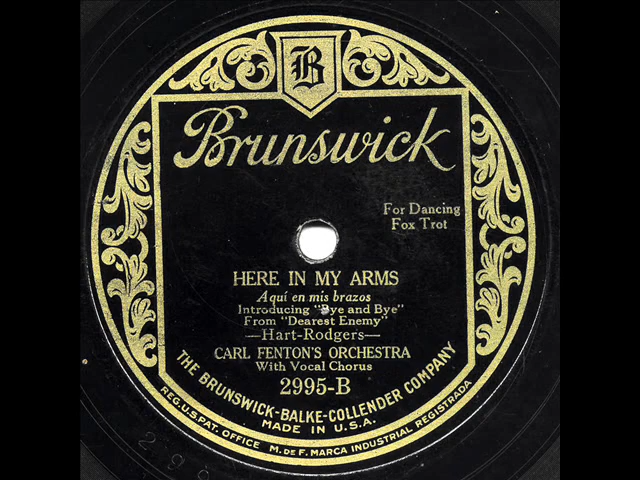 B
Brunswick
For Dancing
Fox Trot
HERE IN MY ARMS
Aquí en mis brazos
Introducing "Bye and Bye"
From "Dearest Enemy"
—Hart-Rodgers—
CARL FENTON'S ORCHESTRA
With Vocal Chorus
2995-B
THE BRUNSWICK-BALKE-COLLENDER COMPANY
MADE IN U.S.A.
REG. U.S. PAT. OFFICE M. DE F. MARCA INDUSTRIAL REGISTRADA